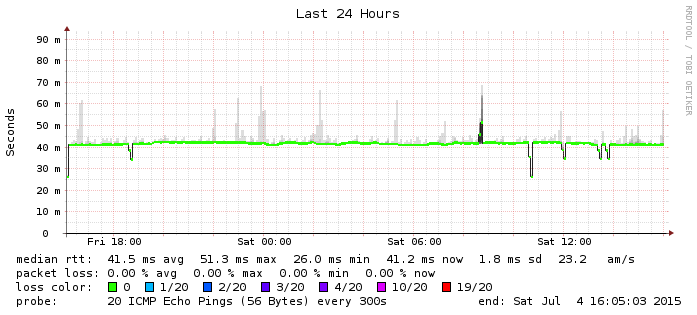 Last 24 Hours
RRDTOOL / TOBI OETIKER
Seconds
90 m
80 m
70 m
60 m
50 m
40 m
30 m
20 m
10 m
0
Fri 18:00 Sat 00:00 Sat 06:00 Sat 12:00
median rtt: 41.5 ms avg 51.3 ms max 26.0 ms min 41.2 ms now 1.8 ms sd 23.2 am/s
packet loss: 0.00 % avg 0.00 % max 0.00 % min 0.00 % now
loss color: 0 1/20 2/20 3/20 4/20 10/20 19/20
probe: 20 ICMP Echo Pings (56 Bytes) every 300s end: Sat Jul 4 16:05:03 2015